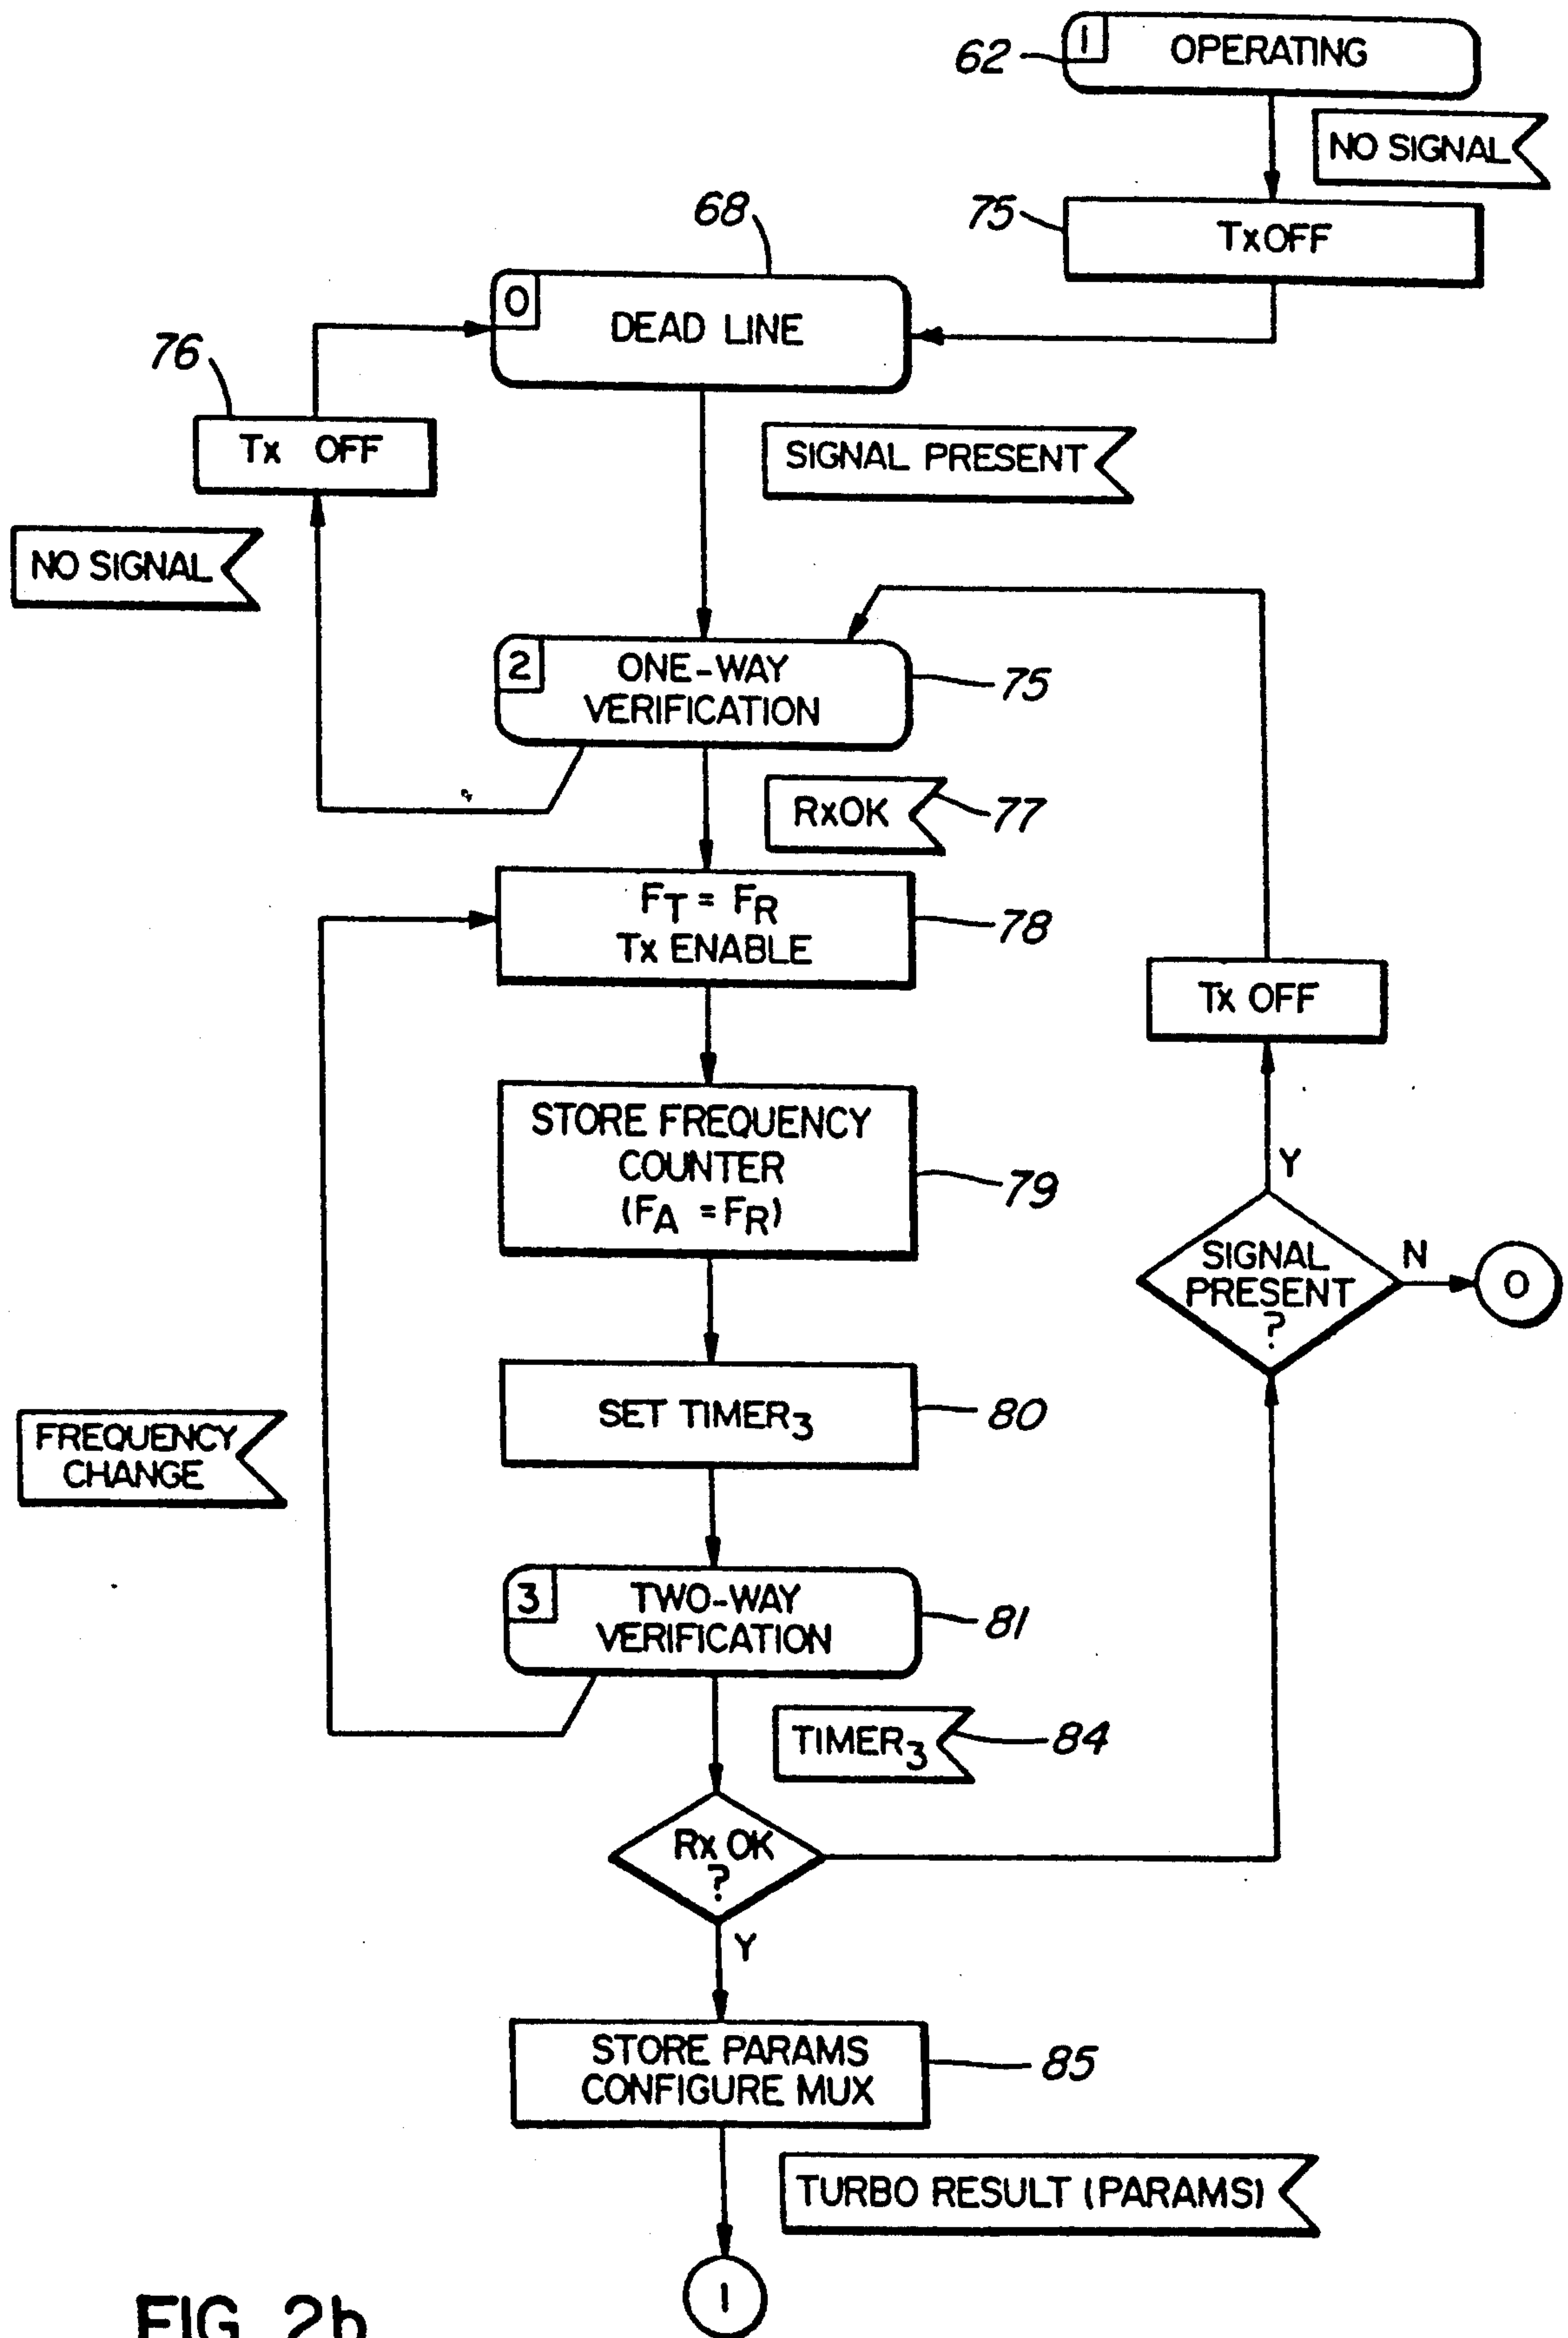 62
1
OPERATING
NO SIGNAL
75
TxOFF
68
0
DEAD LINE
76
Tx OFF
SIGNAL PRESENT
NO SIGNAL
2
ONE-WAY
VERIFICATION
75
RxOK
77
FT = FR
Tx ENABLE
78
Tx OFF
STORE FREQUENCY
COUNTER
(FA = FR)
79
Y
SIGNAL
PRESENT
?
N
0
SET TIMER3
80
FREQUENCY
CHANGE
3
TWO-WAY
VERIFICATION
81
TIMER3
84
Rx OK
?
Y
STORE PARAMS
CONFIGURE MUX
85
TURBO RESULT (PARAMS)
1
FIG. 2b